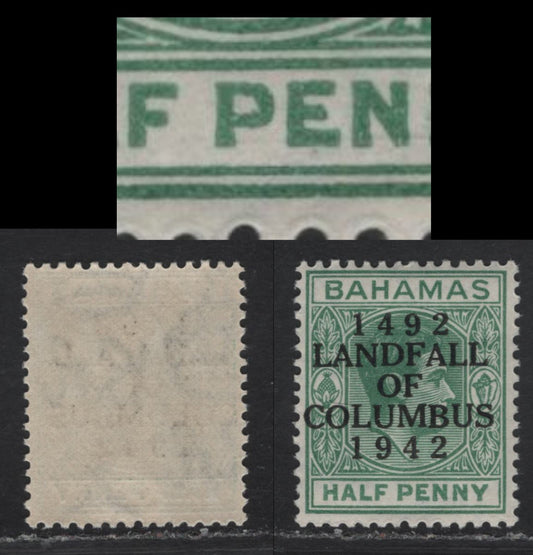 F PEN
BAHAMAS
1492
LANDFALL
OF
COLUMBUS
1942
HALF PENNY